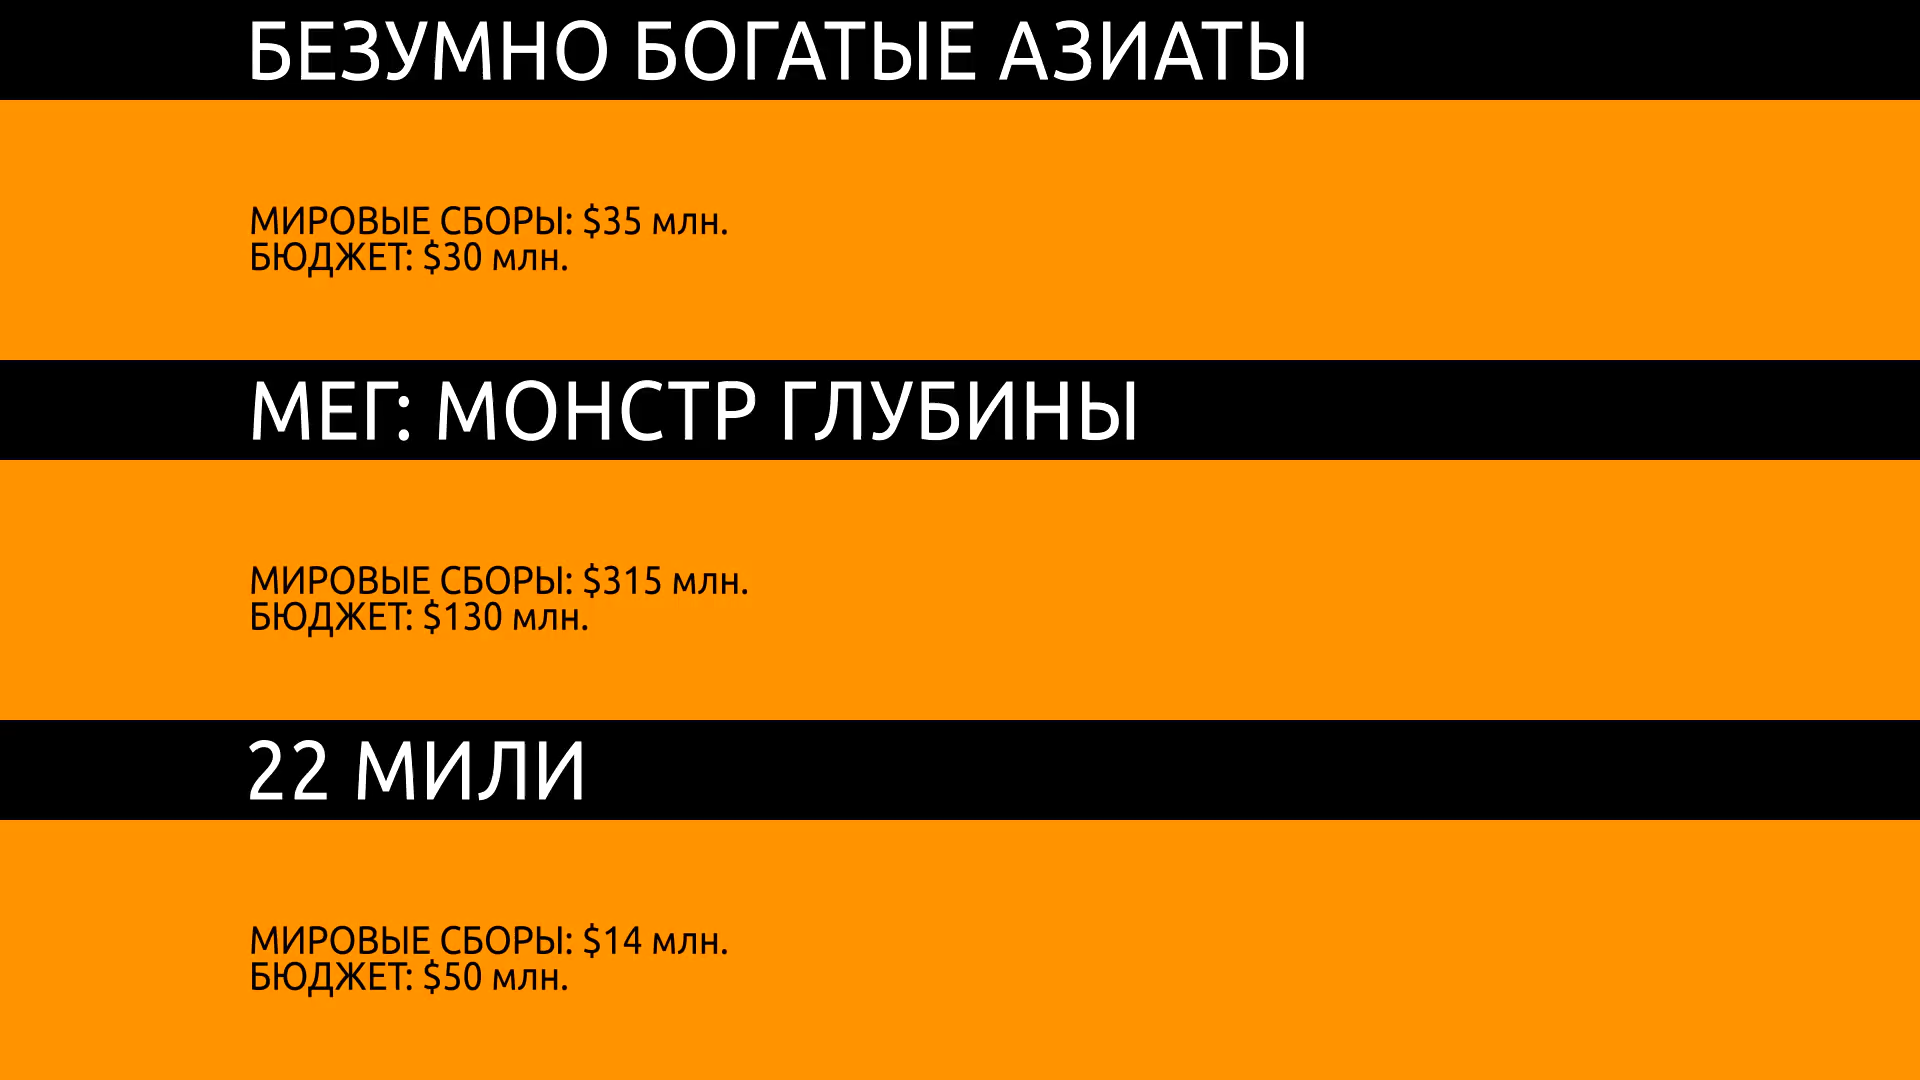 БЕЗУМНО БОГАТЫЕ АЗИАТЫ
МИРОВЫЕ СБОРЫ: $35 млн.
БЮДЖЕТ: $30 млн.
МЕГ: МОНСТР ГЛУБИНЫ
МИРОВЫЕ СБОРЫ: $315 млн.
БЮДЖЕТ: $130 млн.
22 МИЛИ
МИРОВЫЕ СБОРЫ: $14 млн.
БЮДЖЕТ: $50 млн.